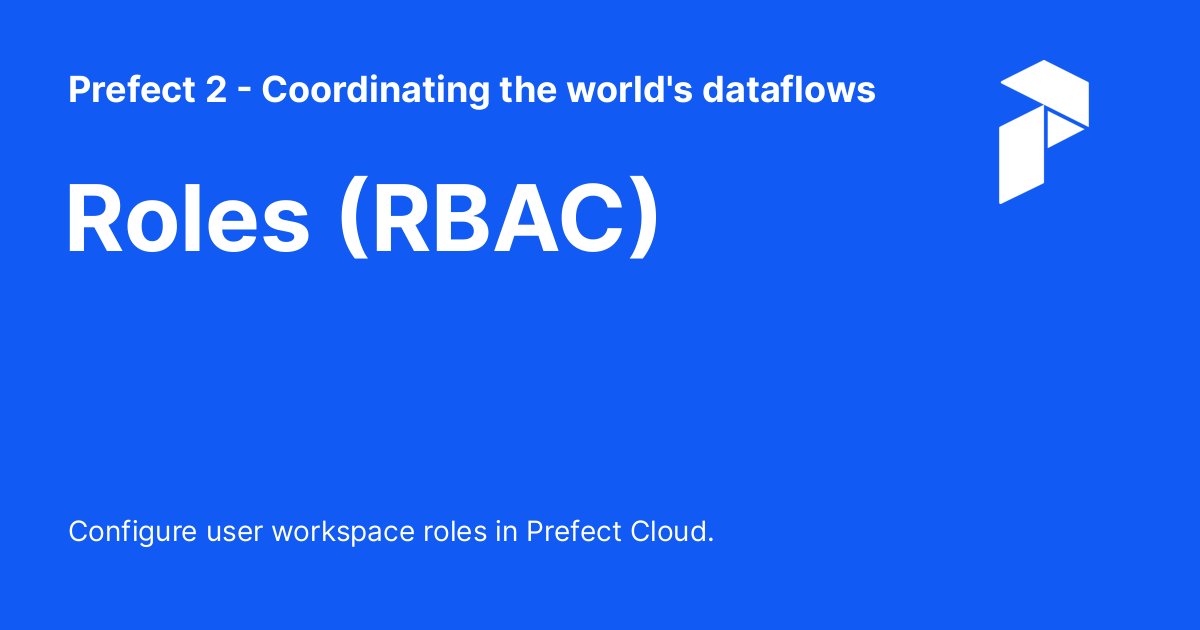 Prefect 2 - Coordinating the world's dataflows
Roles (RBAC)
Configure user workspace roles in Prefect Cloud.